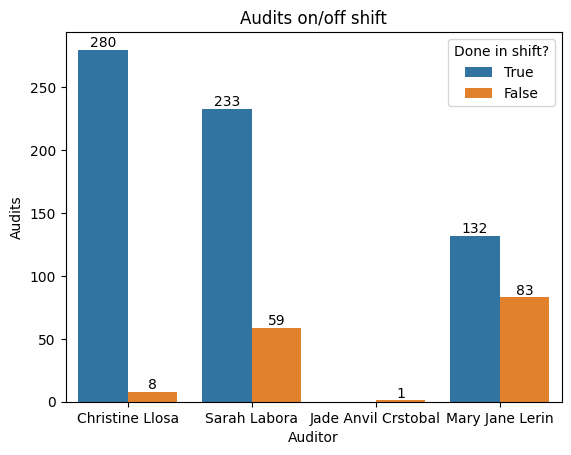 Audits on/off shift
Done in shift?
True
False
280
8
233
59
1
132
83
250
200
150
100
50
0
Audits
Christine Llosa
Sarah Labora
Jade Anvil Crstobal
Mary Jane Lerin
Auditor